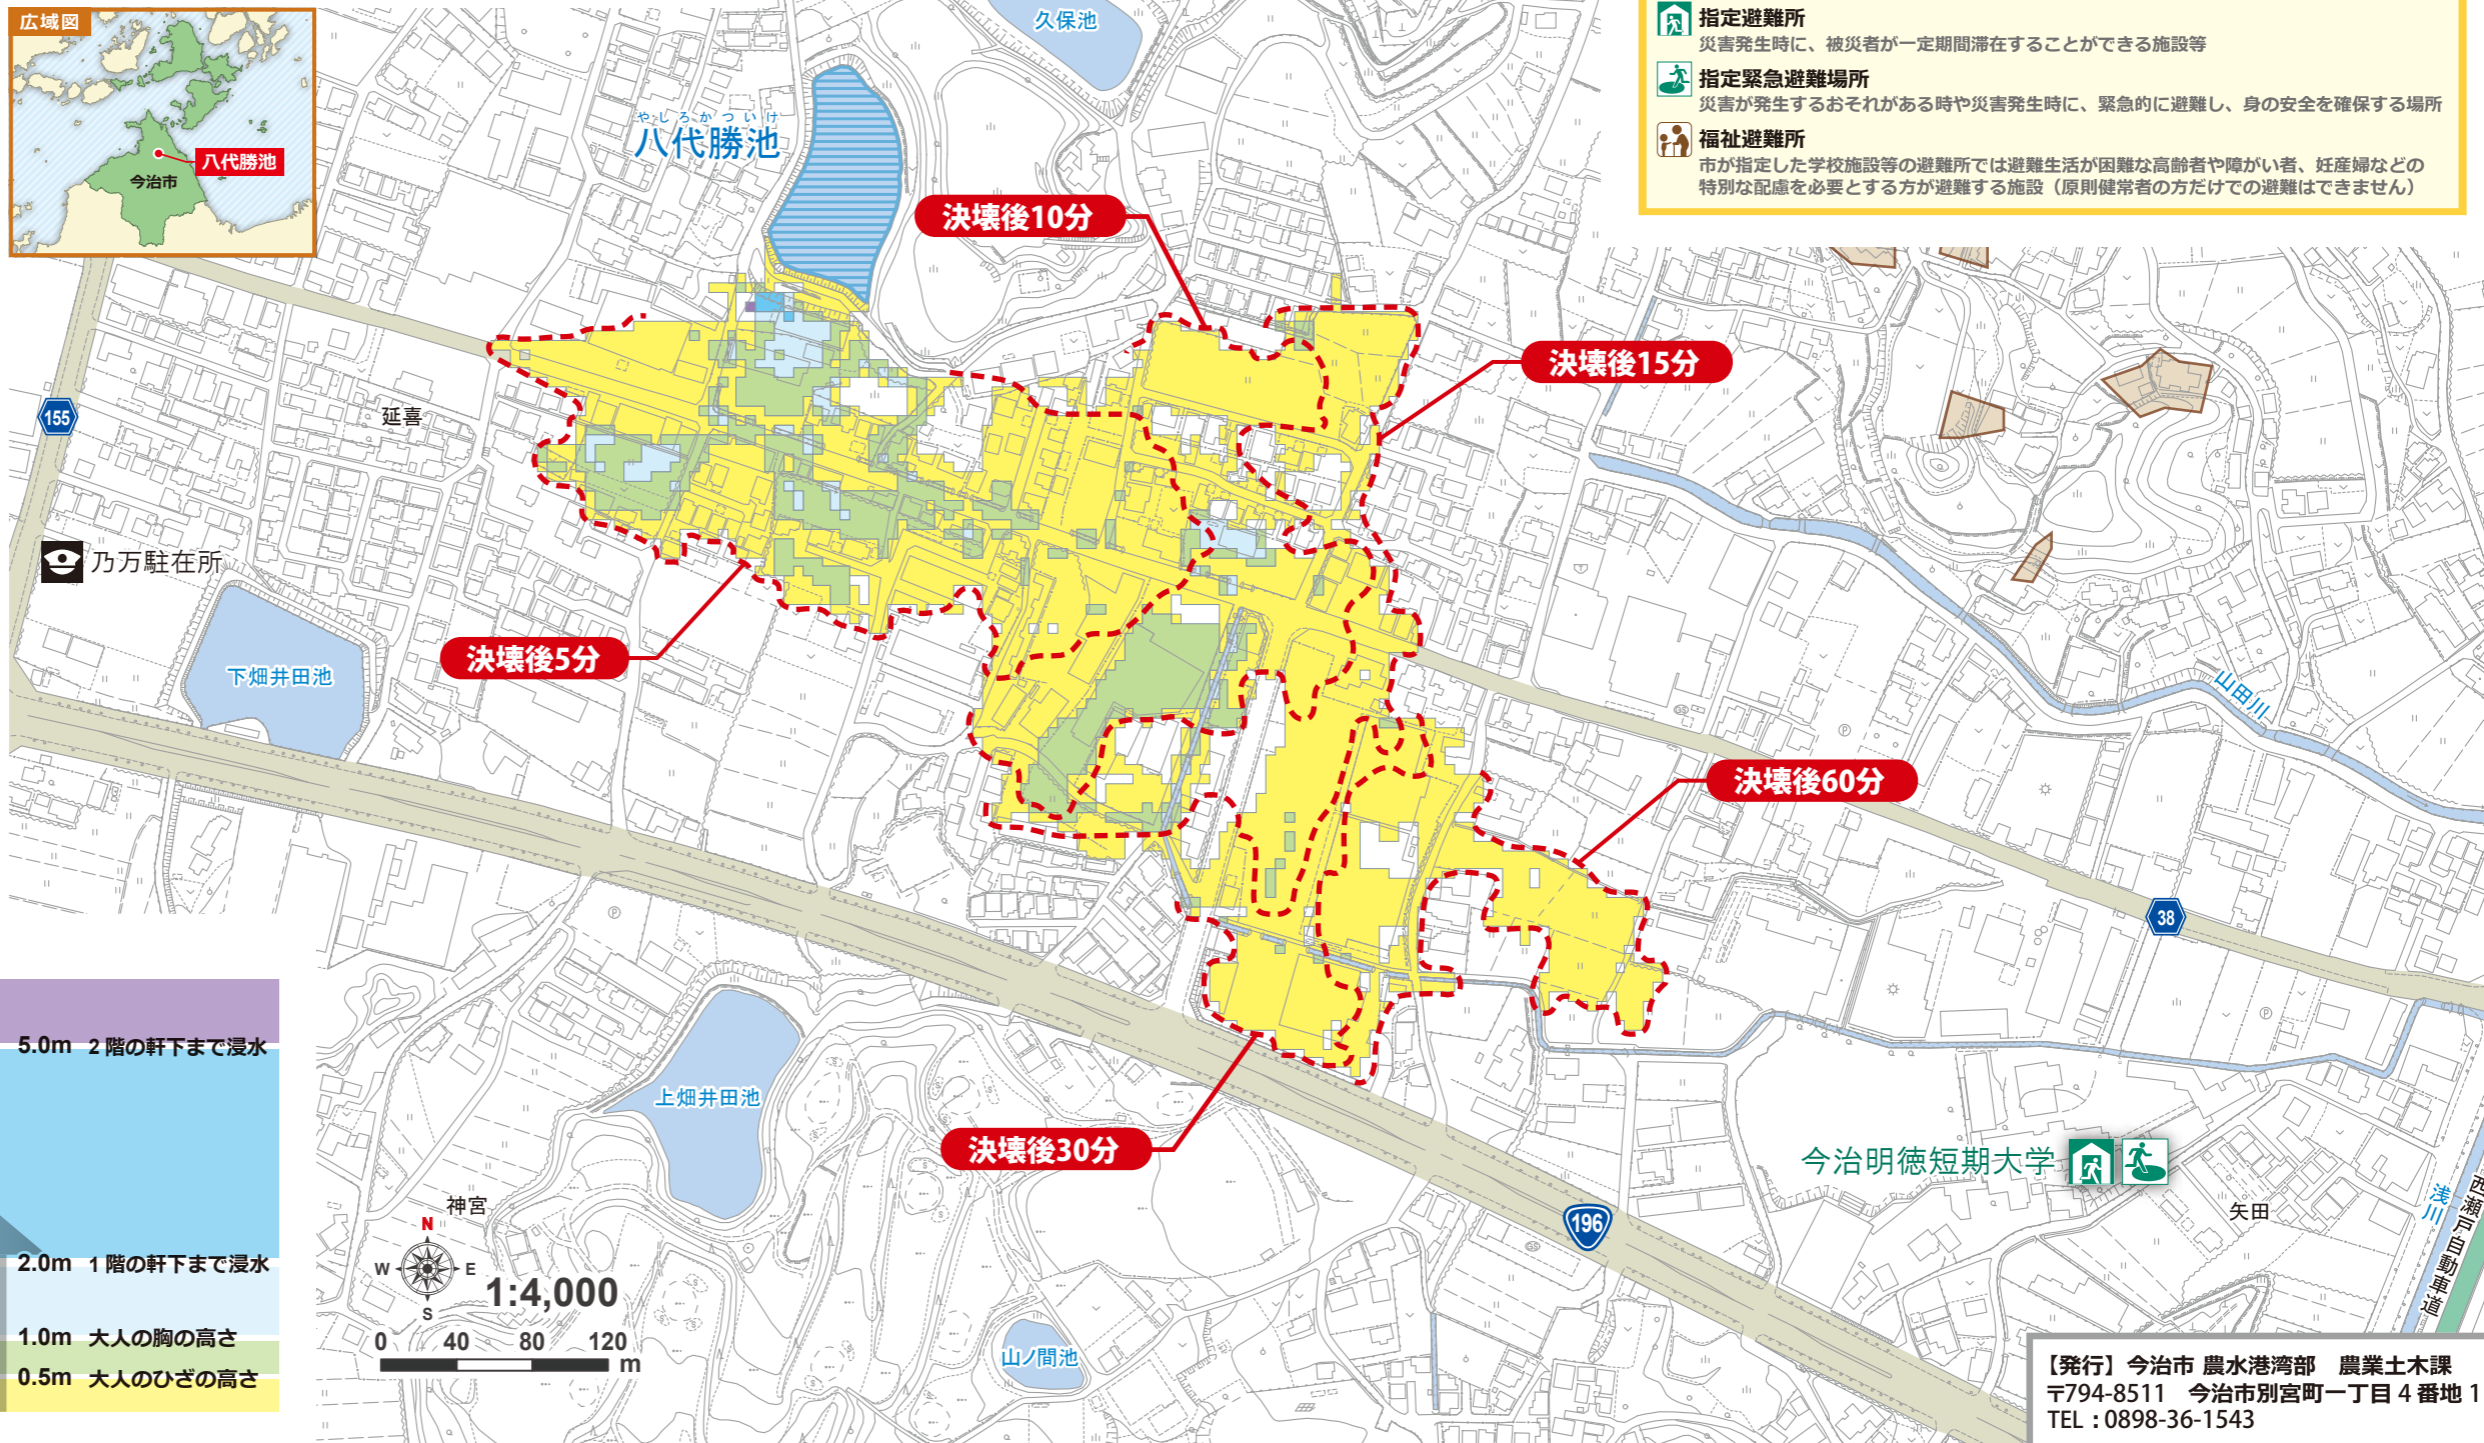 広域図
今治市
八代勝池
久保池
やしろかついけ
八代勝池
指定避難所
災害発生時に、被災者が一定期間滞在することができる施設等
指定緊急避難場所
災害が発生するおそれがある時や災害発生時に、緊急的に避難し、身の安全を確保する場所
福祉避難所
市が指定した学校施設等の避難所では避難生活が困難な高齢者や障がい者、妊産婦などの
特別な配慮を必要とする方が避難する施設（原則健常者の方だけでの避難はできません）
決壊後10分
決壊後15分
155
延喜
乃万駐在所
決壊後5分
下畑井田池
山田川
決壊後60分
38
5.0m 2階の軒下まで浸水
2.0m 1階の軒下まで浸水
1.0m 大人の胸の高さ
0.5m 大人のひざの高さ
上畑井田池
決壊後30分
今治明徳短期大学
神宮
N
W
E
S
1:4,000
0 40 80 120
m
196
矢田
浅川
西瀬戸自動車道
山ノ間池
【発行】今治市 農水港湾部　農業土木課
〒794-8511　今治市別宮町一丁目4番地1
TEL：0898-36-1543